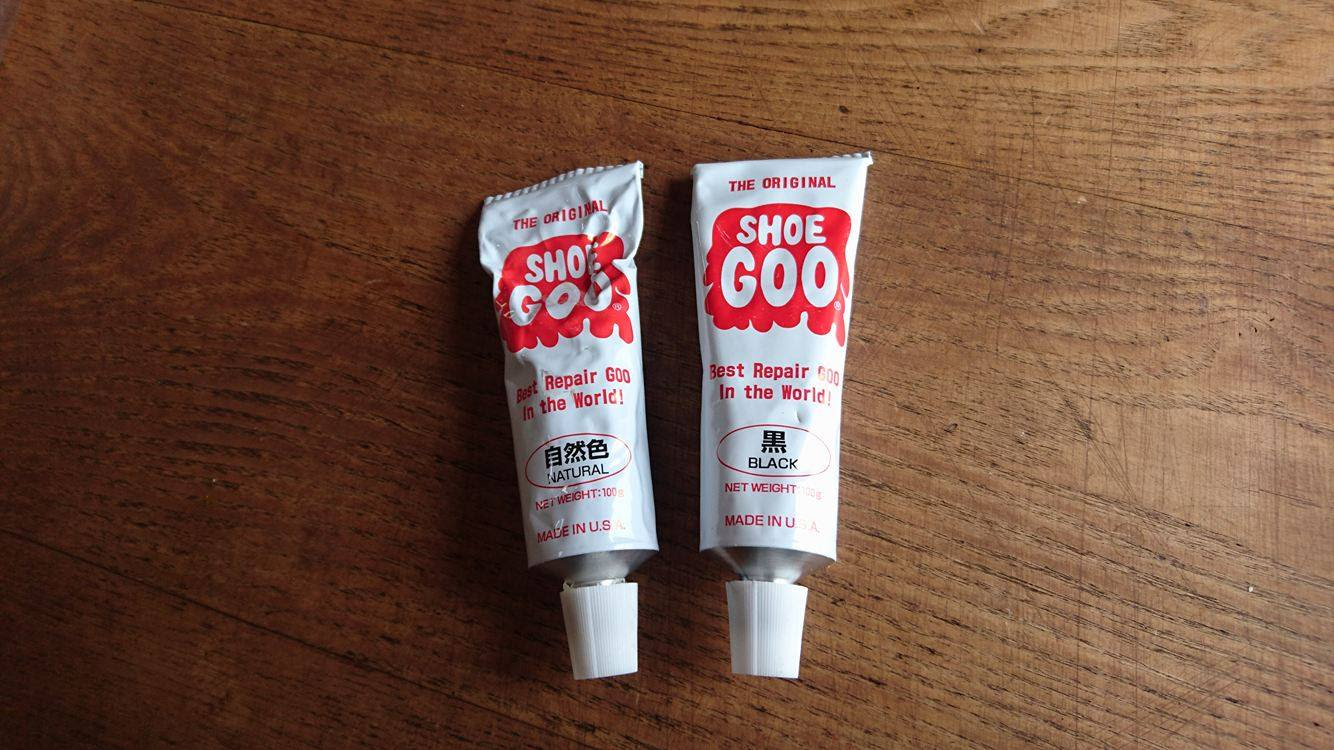 THE ORIGINAL
SHOE
GOO®
Best Repair GOO
In the World!
自然色
NATURAL
NET WEIGHT:100g
MADE IN U.S.A.
THE ORIGINAL
SHOE
GOO®
Best Repair GOO
In the World!
黒
BLACK
NET WEIGHT:100g
MADE IN U.S.A.